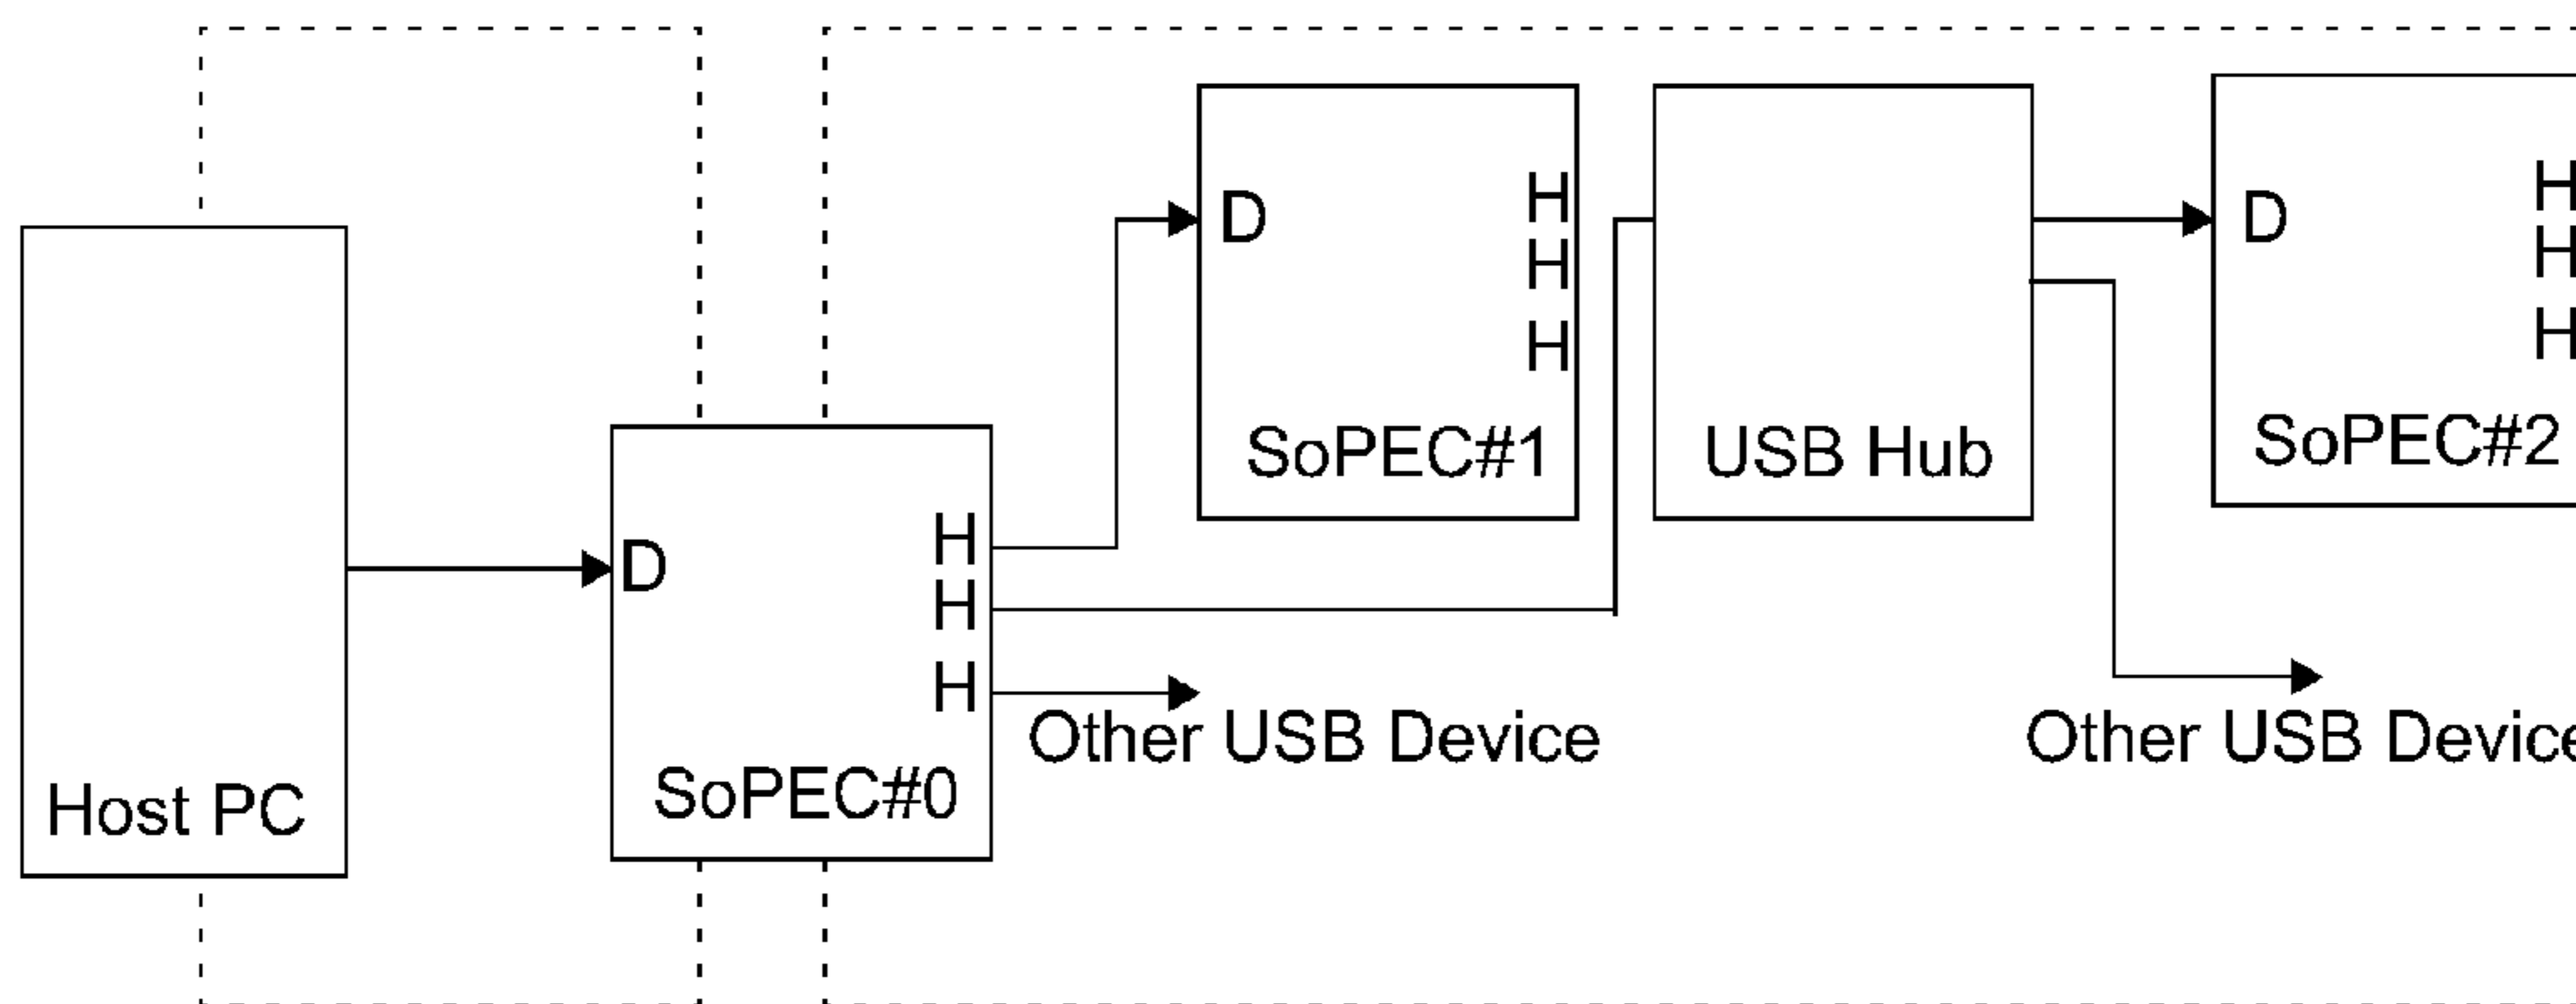 Host PC
D
H
H
H
SoPEC#0
Other USB Device
D
H
H
H
SoPEC#1
USB Hub
D
H
H
H
SoPEC#2
Other USB Device